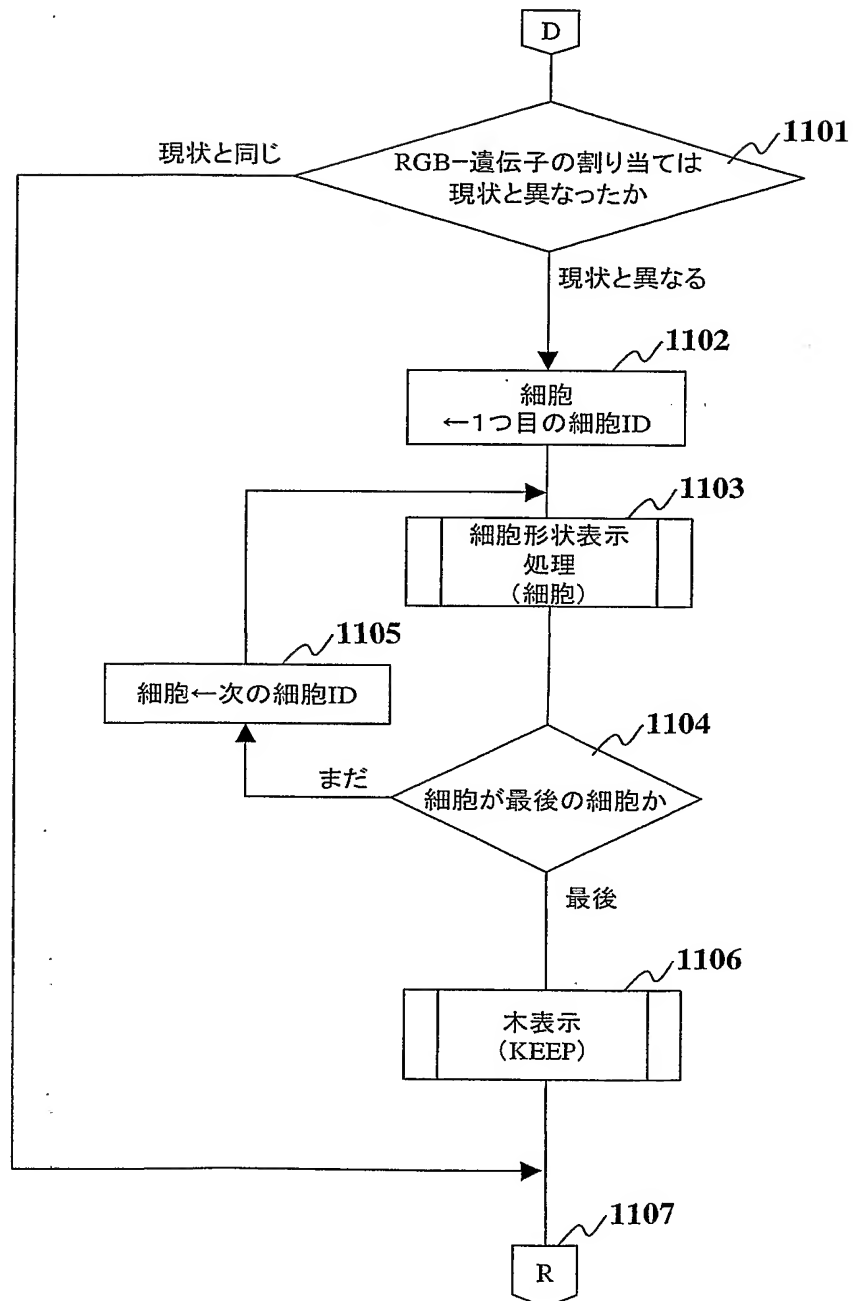 D
1101
現状と同じ
RGB-遺伝子の割り当ては
現状と異なったか
現状と異なる
1102
細胞
←1つ目の細胞ID
1103
細胞形状表示
処理
(細胞)
1105
細胞←次の細胞ID
1104
まだ
細胞が最後の細胞か
最後
1106
木表示
(KEEP)
1107
R